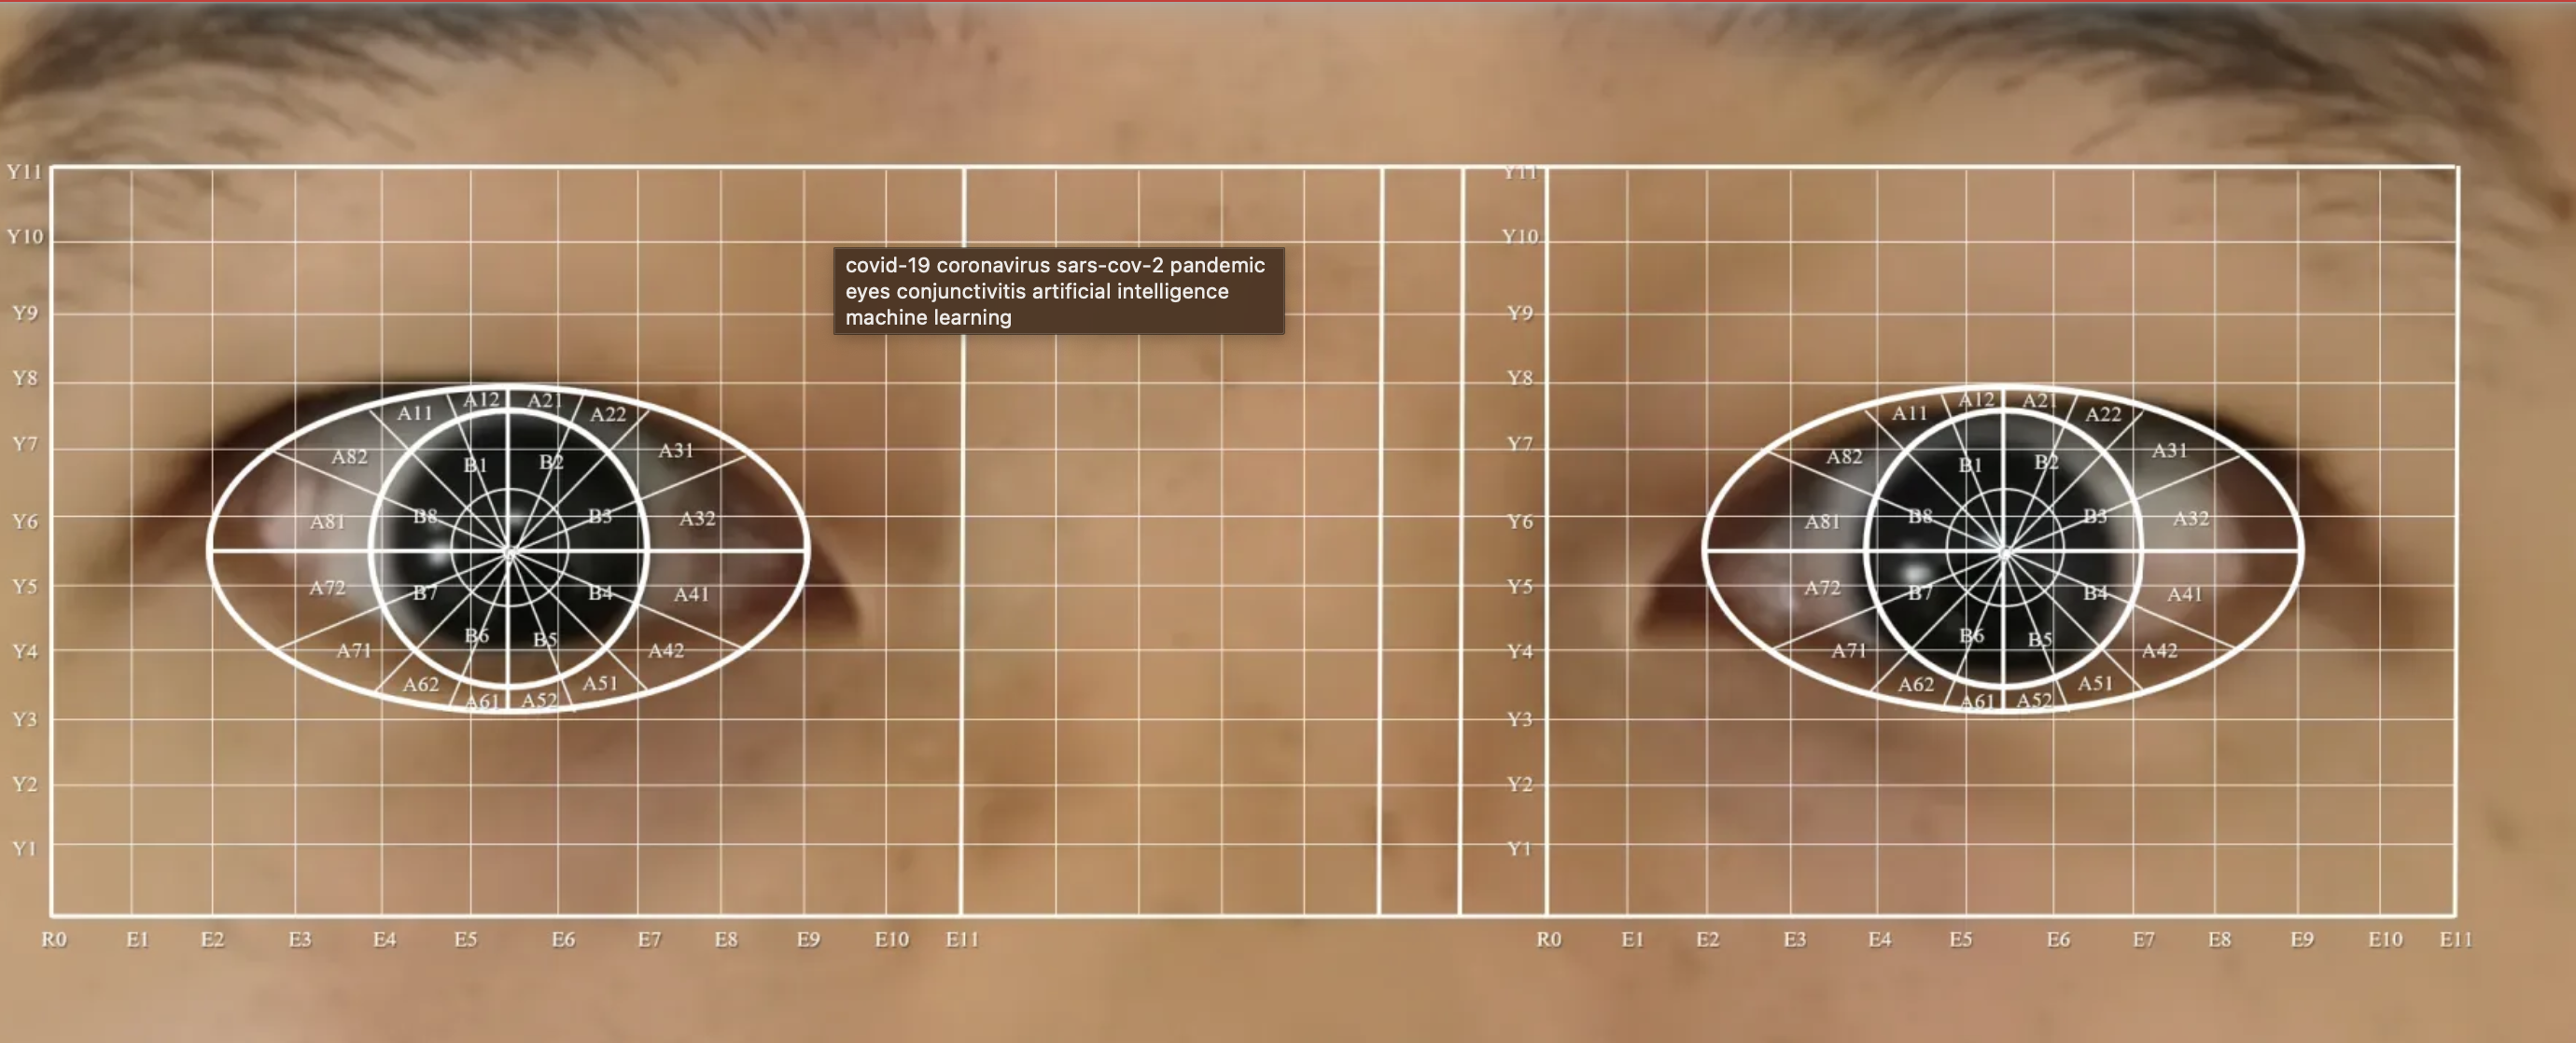 Y11 Y11
Y10 Y10
covid-19 coronavirus sars-cov-2 pandemic
eyes conjunctivitis artificial intelligence
machine learning
Y9 Y9
Y8 Y8
A12 A21 A12 A21
A11 A22 A11 A22
Y7 Y7
A82 A31 A82 A31
B1 B2 B1 B2
Y6 A81 B8 B3 A32 Y6 A81 B8 B3 A32
Y5 A72 B7 B4 A41 Y5 A72 B7 B4 A41
B6 B5 B6 B5
Y4 A71 A42 Y4 A71 A42
A62 A51 A62 A51
A61 A52 A61 A52
Y3 Y3
Y2 Y2
Y1 Y1
R0 E1 E2 E3 E4 E5 E6 E7 E8 E9 E10 E11 R0 E1 E2 E3 E4 E5 E6 E7 E8 E9 E10 E11